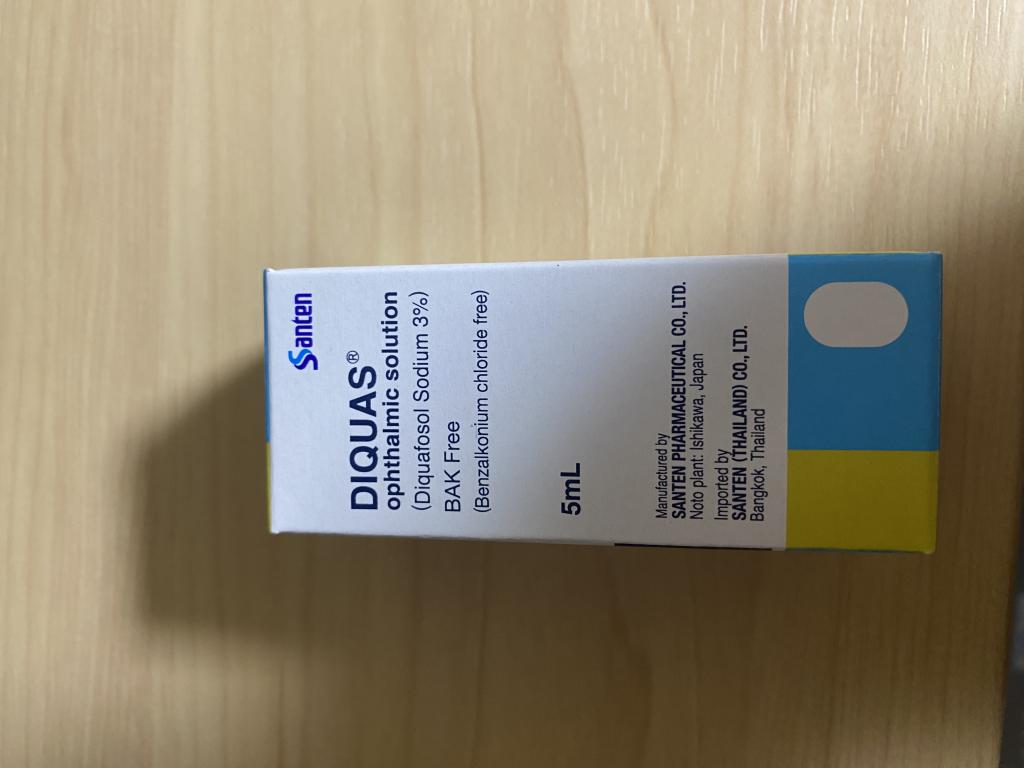 Santen
DIQUAS®
ophthalmic solution
(Diquafosol Sodium 3%)
BAK Free
(Benzalkonium chloride free)
5mL
Manufactured by
SANTEN PHARMACEUTICAL CO., LTD.
Noto plant: Ishikawa, Japan
Imported by
SANTEN (THAILAND) CO., LTD.
Bangkok, Thailand